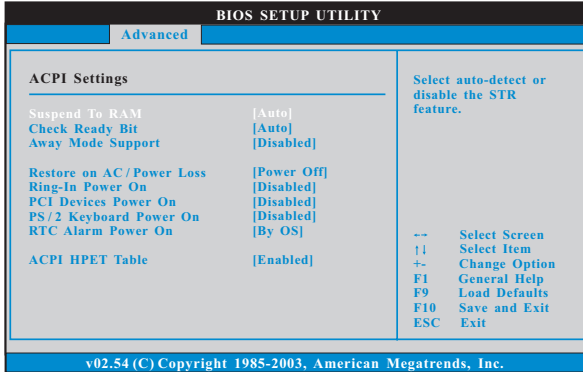 BIOS SETUP UTILITY
Advanced
ACPI Settings
Suspend To RAM [Auto]
Check Ready Bit [Auto]
Away Mode Support [Disabled]
Restore on AC / Power Loss [Power Off]
Ring-In Power On [Disabled]
PCI Devices Power On [Disabled]
PS / 2 Keyboard Power On [Disabled]
RTC Alarm Power On [By OS]
ACPI HPET Table [Enabled]
Select auto-detect or
disable the STR
feature.
←→ Select Screen
↑↓ Select Item
+- Change Option
F1 General Help
F9 Load Defaults
F10 Save and Exit
ESC Exit
v02.54 (C) Copyright 1985-2003, American Megatrends, Inc.